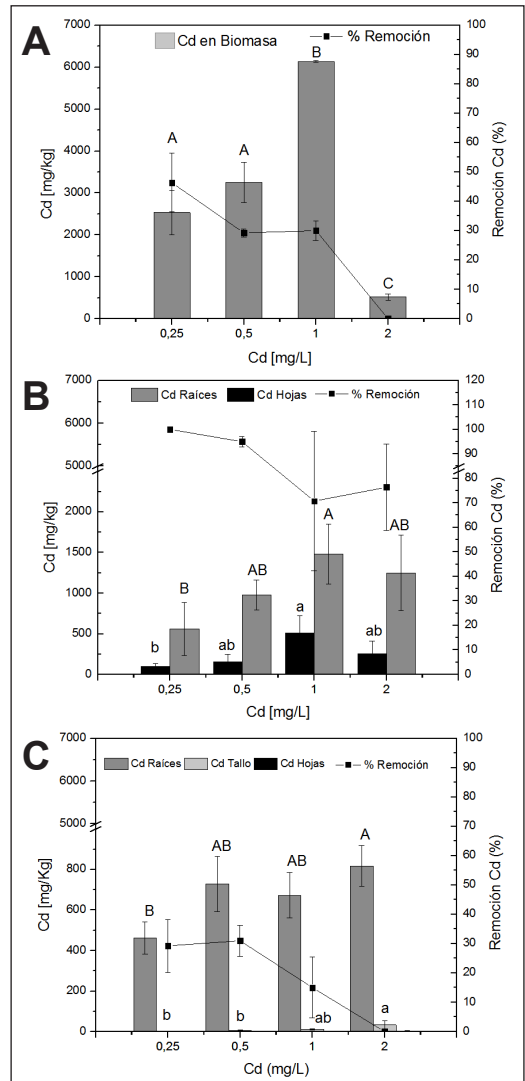 A
Cd en Biomasa % Remoción
7000
6000
5000
4000
3000
2000
1000
0
Cd [mg/kg]
100
90
80
70
60
50
40
30
20
10
0
Remoción Cd (%)
A
A
B
C
0,25 0,5 1 2
Cd [mg/L]
B
Cd Raíces Cd Hojas % Remoción
7000
6000
5000
2000
1500
1000
500
0
Cd [mg/kg]
120
110
100
90
80
70
60
50
40
30
20
10
0
Remoción Cd (%)
b B
ab AB
a A
ab AB
0,25 0,5 1 2
Cd [mg/L]
C
Cd Raíces Cd Tallo Cd Hojas % Remoción
7000
6000
5000
800
600
400
200
0
Cd [mg/Kg]
100
90
80
70
60
50
40
30
20
10
0
Remoción Cd (%)
B b
AB b
AB ab
A a
0,25 0,5 1 2
Cd (mg/L)